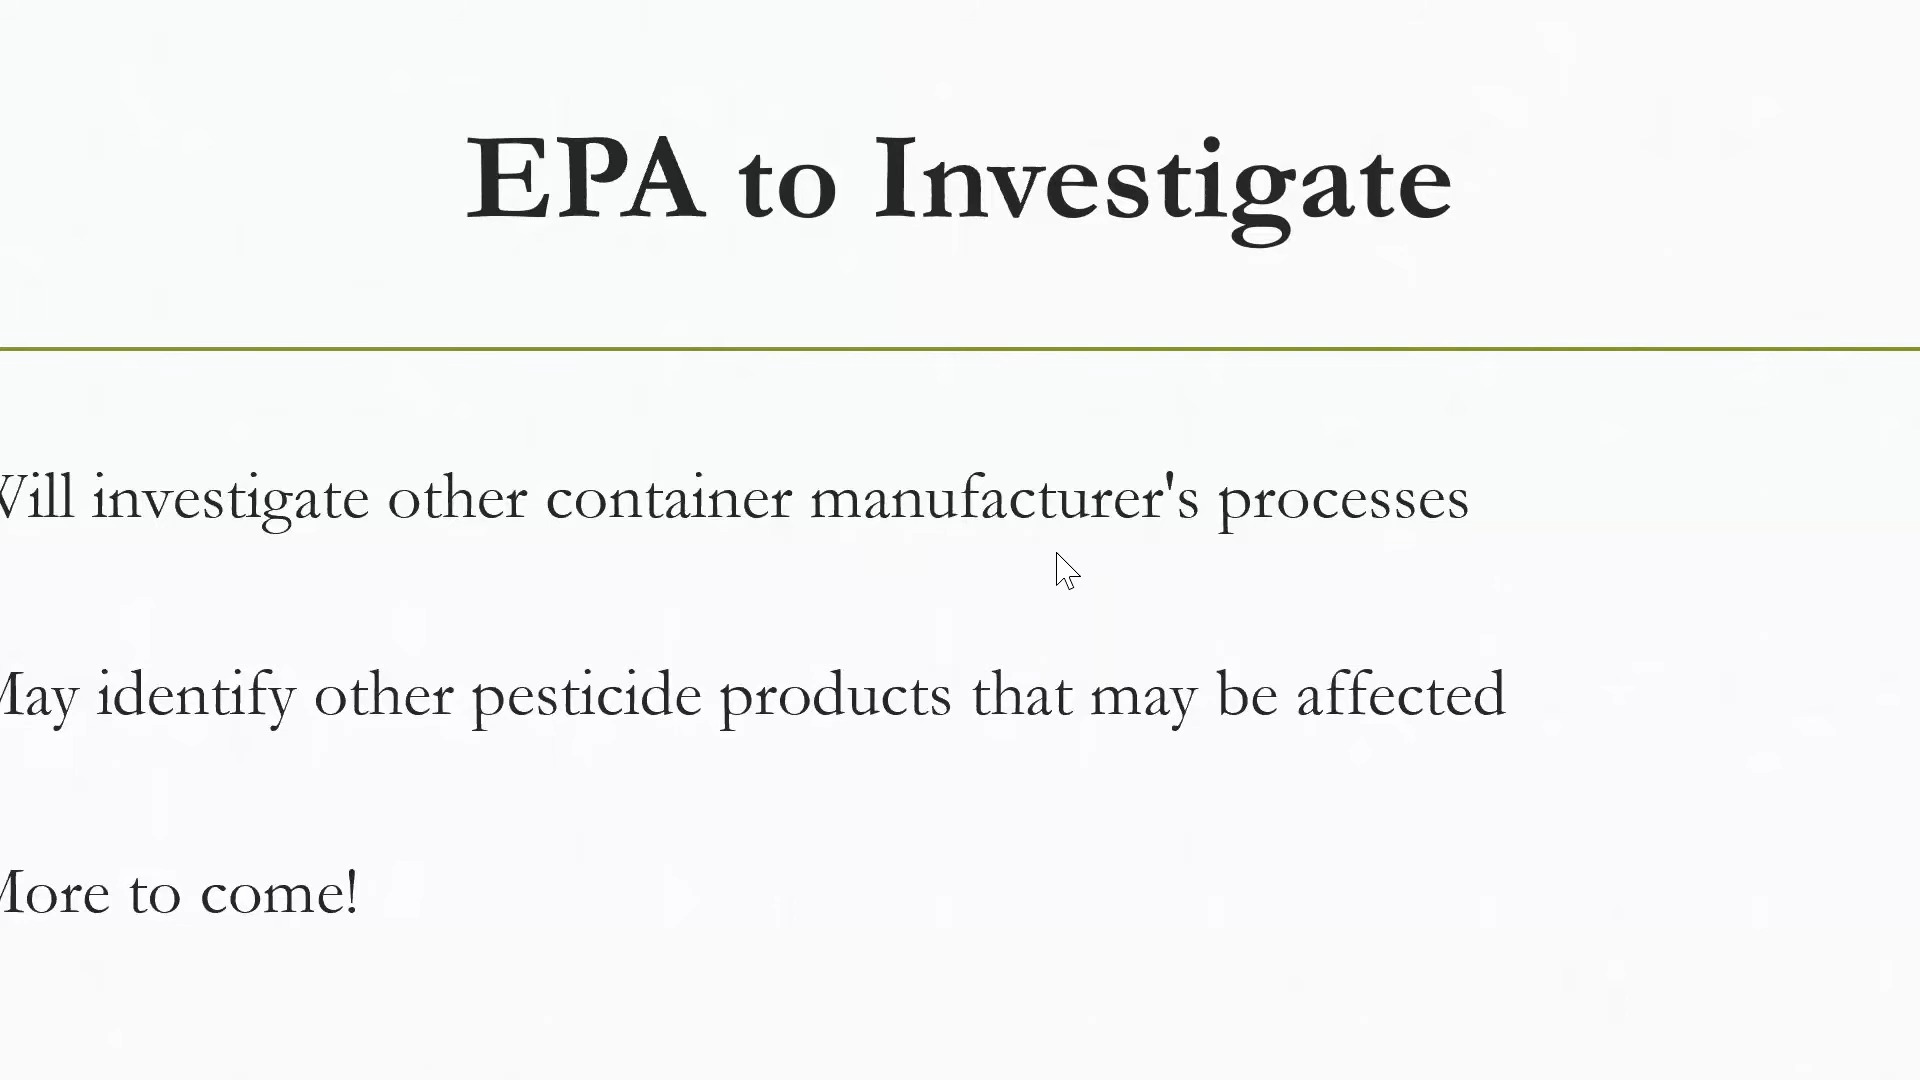 EPA to Investigate
Will investigate other container manufacturer's processes
May identify other pesticide products that may be affected
More to come!